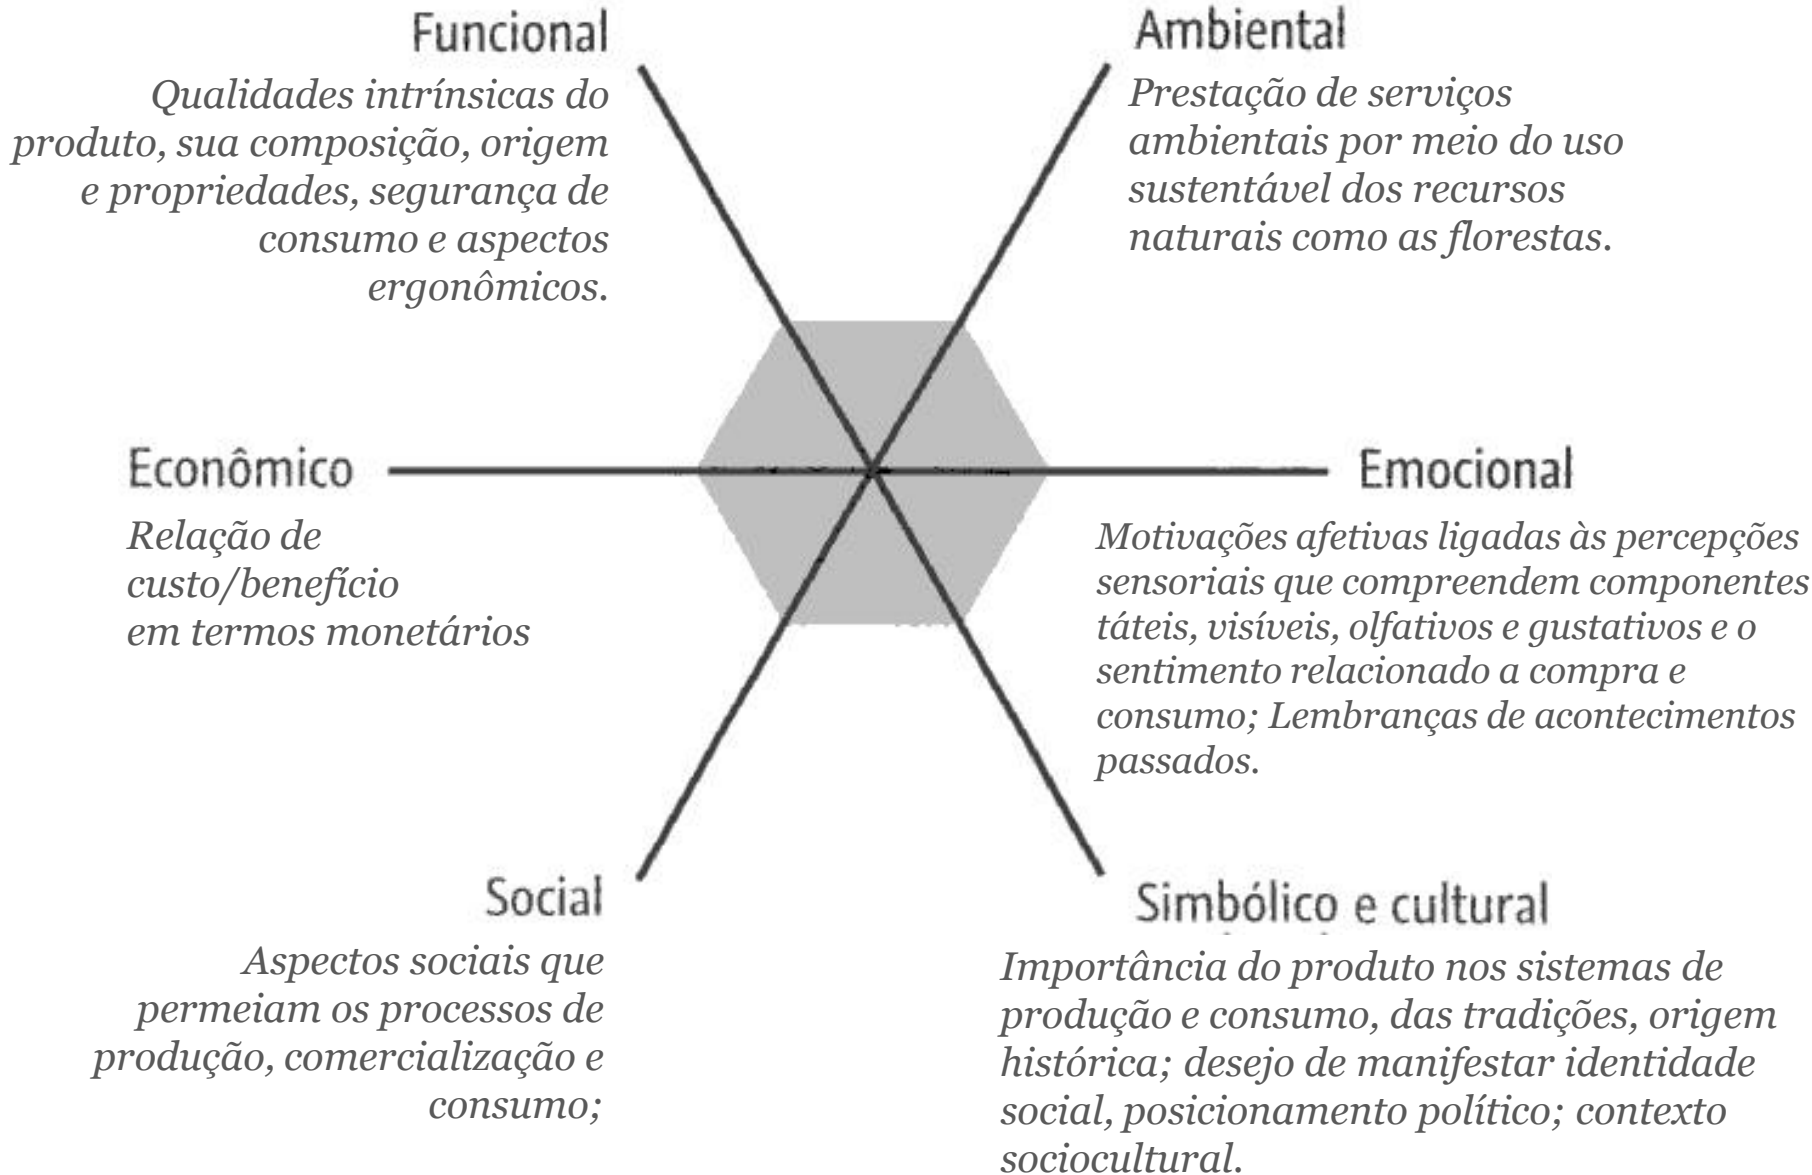 Funcional
Qualidades intrínsicas do
produto, sua composição, origem
e propriedades, segurança de
consumo e aspectos
ergonômicos.
Ambiental
Prestação de serviços
ambientais por meio do uso
sustentável dos recursos
naturais como as florestas.
Econômico
Relação de
custo/benefício
em termos monetários
Emocional
Motivações afetivas ligadas às percepções
sensoriais que compreendem componentes
táteis, visíveis, olfativos e gustativos e o
sentimento relacionado a compra e
consumo; Lembranças de acontecimentos
passados.
Social
Aspectos sociais que
permeiam os processos de
produção, comercialização e
consumo;
Simbólico e cultural
Importância do produto nos sistemas de
produção e consumo, das tradições, origem
histórica; desejo de manifestar identidade
social, posicionamento político; contexto
sociocultural.